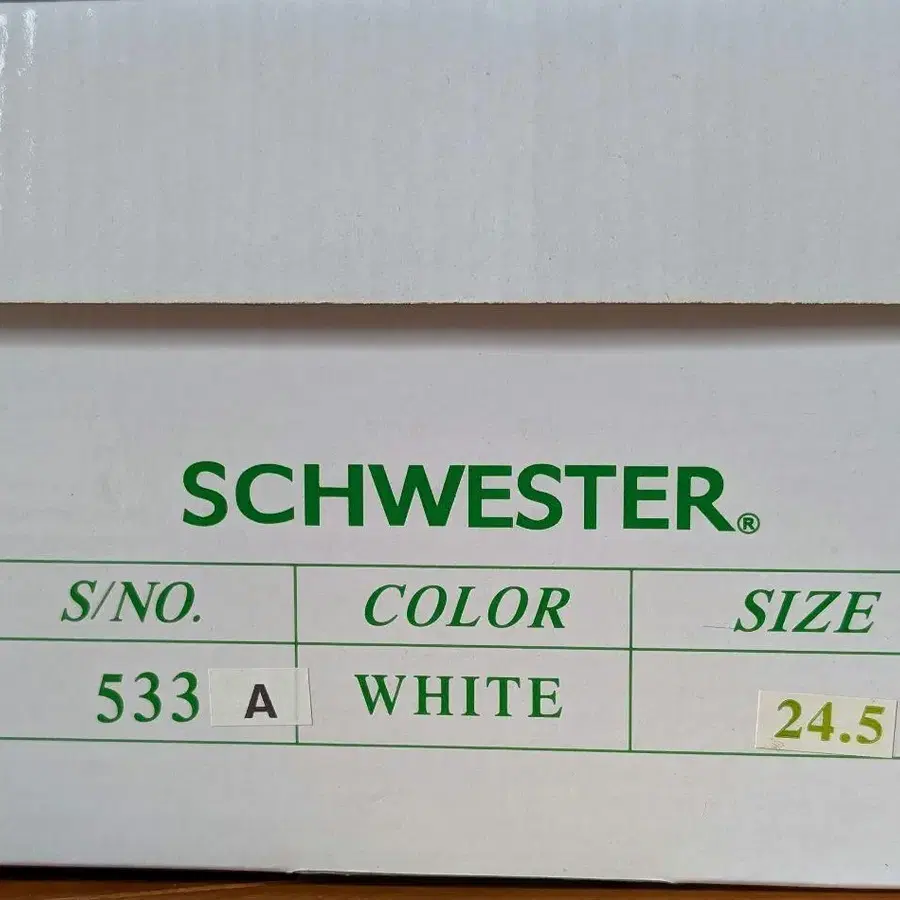 SCHWESTER®
S/NO. COLOR SIZE
533 A WHITE 24.5